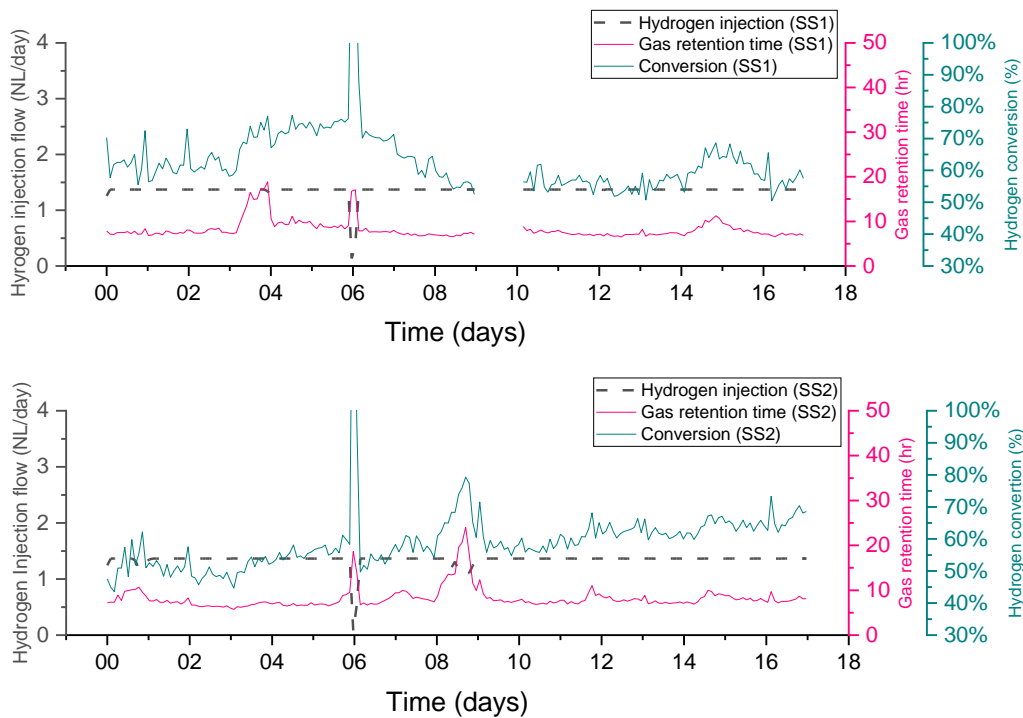 Hydrogen injection (SS1)
Gas retention time (SS1)
Conversion (SS1)
Hyrogen injection flow (NL/day)
4
3
2
1
0
00 02 04 06 08 10 12 14 16 18
Time (days)
50
40
30
20
10
0
Gas retention time (hr)
100%
90%
80%
70%
60%
50%
40%
30%
Hydrogen conversion (%)
Hydrogen injection (SS2)
Gas retention time (SS2)
Conversion (SS2)
Hydrogen Injection flow (NL/day)
4
3
2
1
0
00 02 04 06 08 10 12 14 16 18
Time (days)
50
40
30
20
10
0
Gas retention time (hr)
100%
90%
80%
70%
60%
50%
40%
30%
Hydrogen convertion (%)